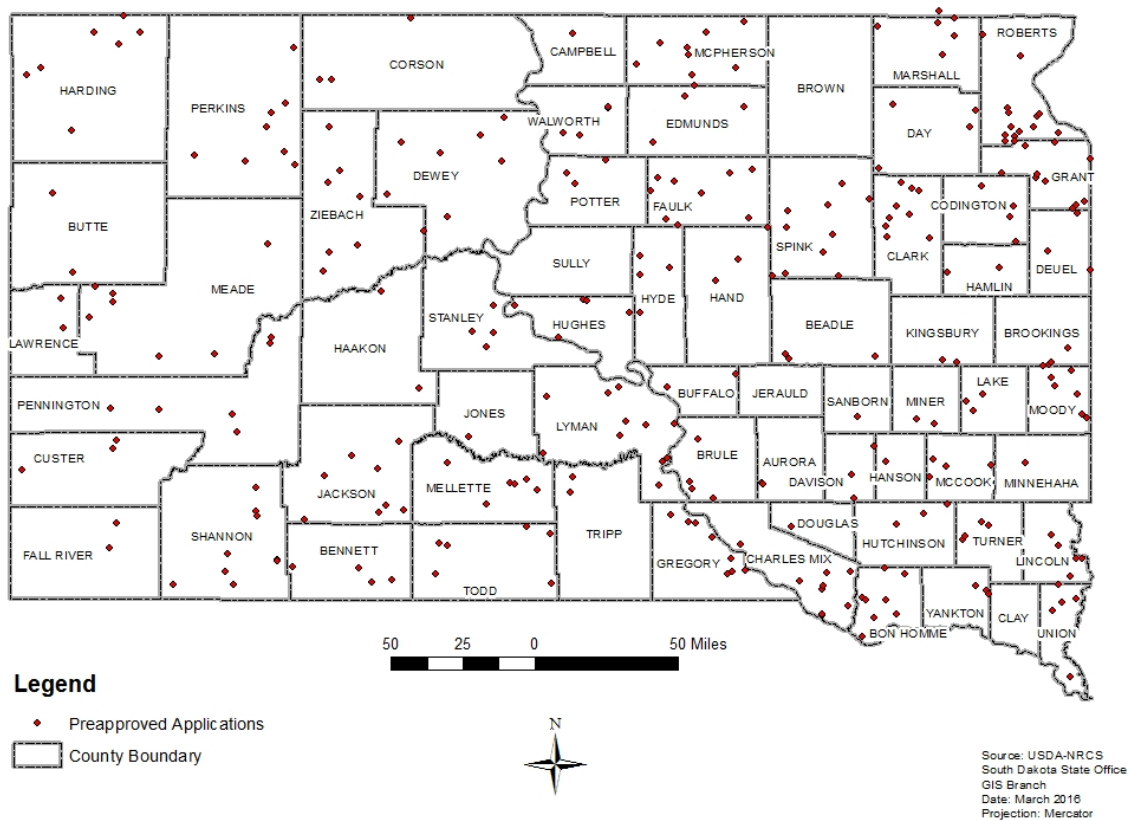 ROBERTS
CAMPBELL
MCPHERSON
CORSON
MARSHALL
HARDING
BROWN
PERKINS
WALWORTH
EDMUNDS
DAY
DEWEY
GRANT
POTTER
FAULK
CODINGTON
ZIEBACH
BUTTE
SPINK
CLARK
SULLY
DEUEL
MEADE
HYDE
HAND
HAMLIN
STANLEY
HUGHES
BEADLE
KINGSBURY
BROOKINGS
LAWRENCE
HAAKON
LAKE
BUFFALO
JERAULD
SANBORN
MINER
MOODY
PENNINGTON
JONES
LYMAN
BRULE
CUSTER
AURORA
DAVISON
HANSON
MCCOOK
MINNEHAHA
JACKSON
MELLETTE
DOUGLAS
SHANNON
TRIPP
HUTCHINSON
TURNER
FALL RIVER
BENNETT
GREGORY
CHARLES MIX
LINCOLN
TODD
YANKTON
CLAY
BON HOMME
UNION
50 25 0 50 Miles
Legend
Preapproved Applications
County Boundary
N
Source: USDA-NRCS
South Dakota State Office
GIS Branch
Date: March 2016
Projection: Mercator